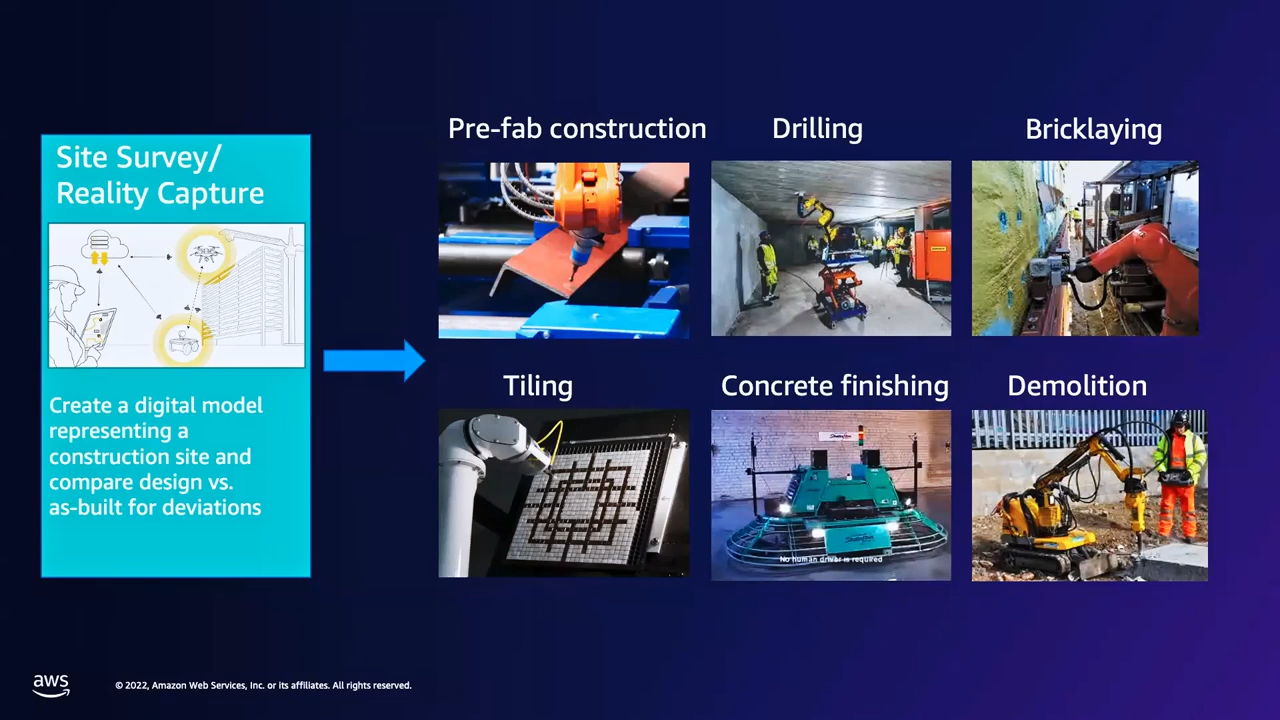 Site Survey/
Reality Capture
Create a digital model
representing a
construction site and
compare design vs.
as-built for deviations
Pre-fab construction
Drilling
Bricklaying
Tiling
Concrete finishing
Demolition
No human driver is required
aws
© 2022, Amazon Web Services, Inc. or its affiliates. All rights reserved.